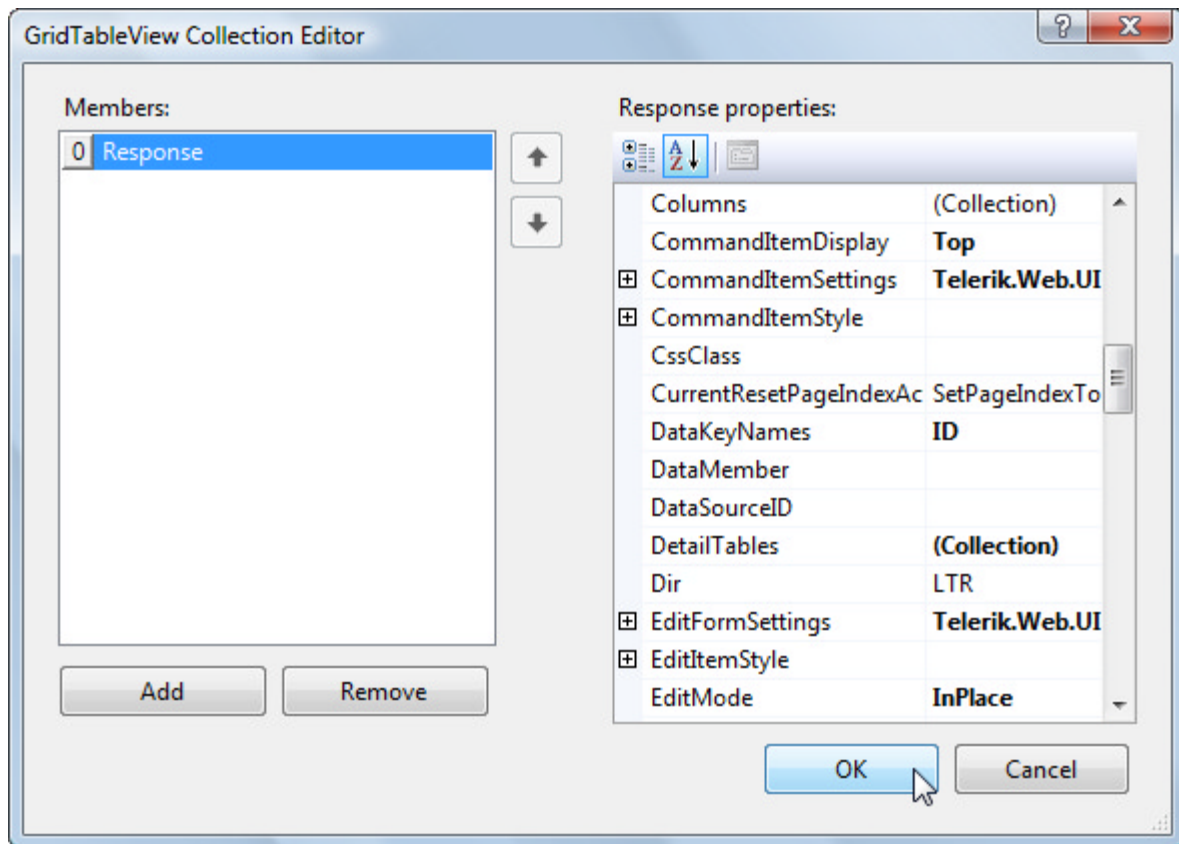 GridTableView Collection Editor
?
X
Members:
Response properties:
0 Response
A
Z
Columns (Collection)
CommandItemDisplay Top
CommandItemSettings Telerik.Web.UI
CommandItemStyle
CssClass
CurrentResetPageIndexAc SetPageIndexTo
DataKeyNames ID
DataMember
DataSourceID
DetailTables (Collection)
Dir LTR
EditFormSettings Telerik.Web.UI
EditItemStyle
EditMode InPlace
Add Remove
OK Cancel